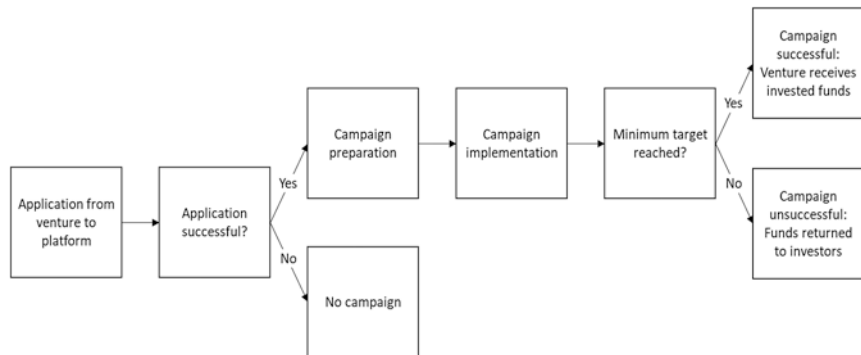 Application from
venture to
platform
Application
successful?
Yes
No
Campaign
preparation
No campaign
Campaign
implementation
Minimum target
reached?
Yes
No
Campaign
successful:
Venture receives
invested funds
Campaign
unsuccessful:
Funds returned
to investors